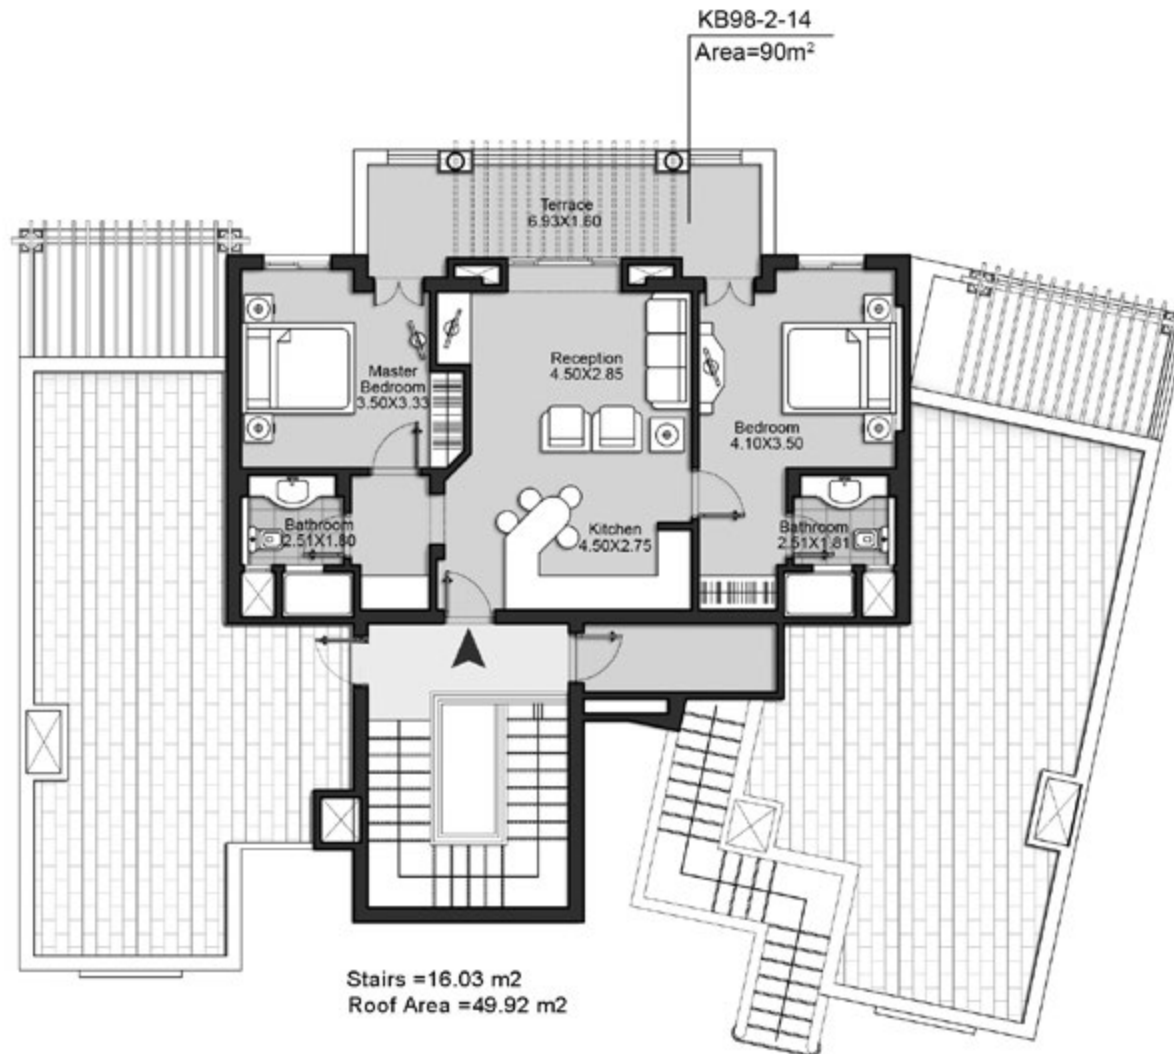 KB98-2-14
Area=90m²
Terrace
6.93X1.60
Reception
4.50X2.85
Master
Bedroom
3.50X3.33
Bedroom
4.10X3.50
Bathroom
2.51X1.80
Kitchen
4.50X2.75
Bathroom
2.51X1.81
Stairs =16.03 m2
Roof Area =49.92 m2